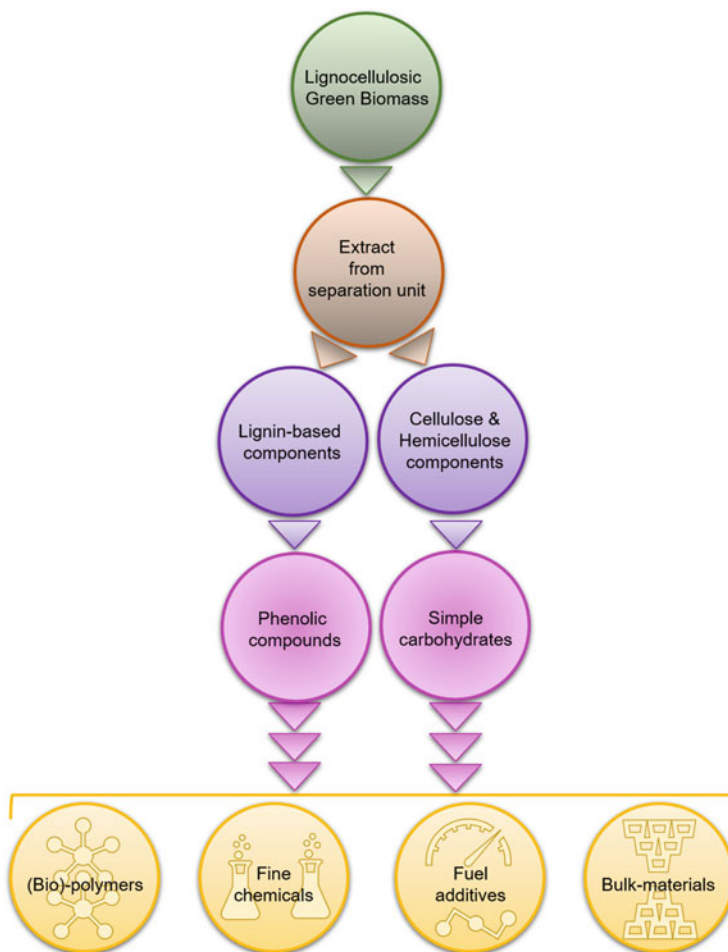 Lignocellulosic
Green Biomass
Extract
from
separation unit
Lignin-based
components
Cellulose &
Hemicellulose
components
Phenolic
compounds
Simple
carbohydrates
(Bio)-polymers
Fine
chemicals
Fuel
additives
Bulk-materials